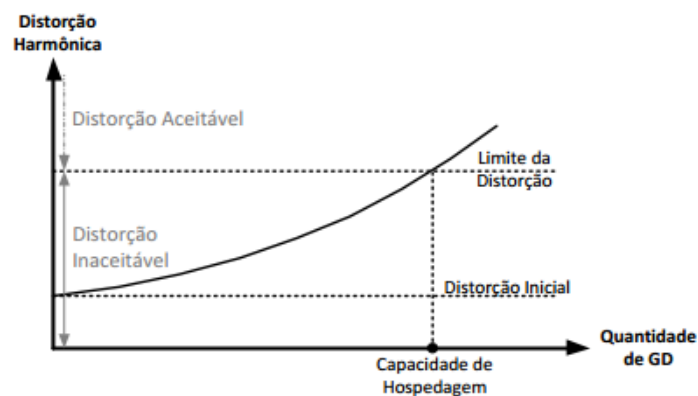 Distorção
Harmônica
Distorção Aceitável
Limite da
Distorção
Distorção
Inaceitável
Distorção Inicial
Quantidade
de GD
Capacidade de
Hospedagem